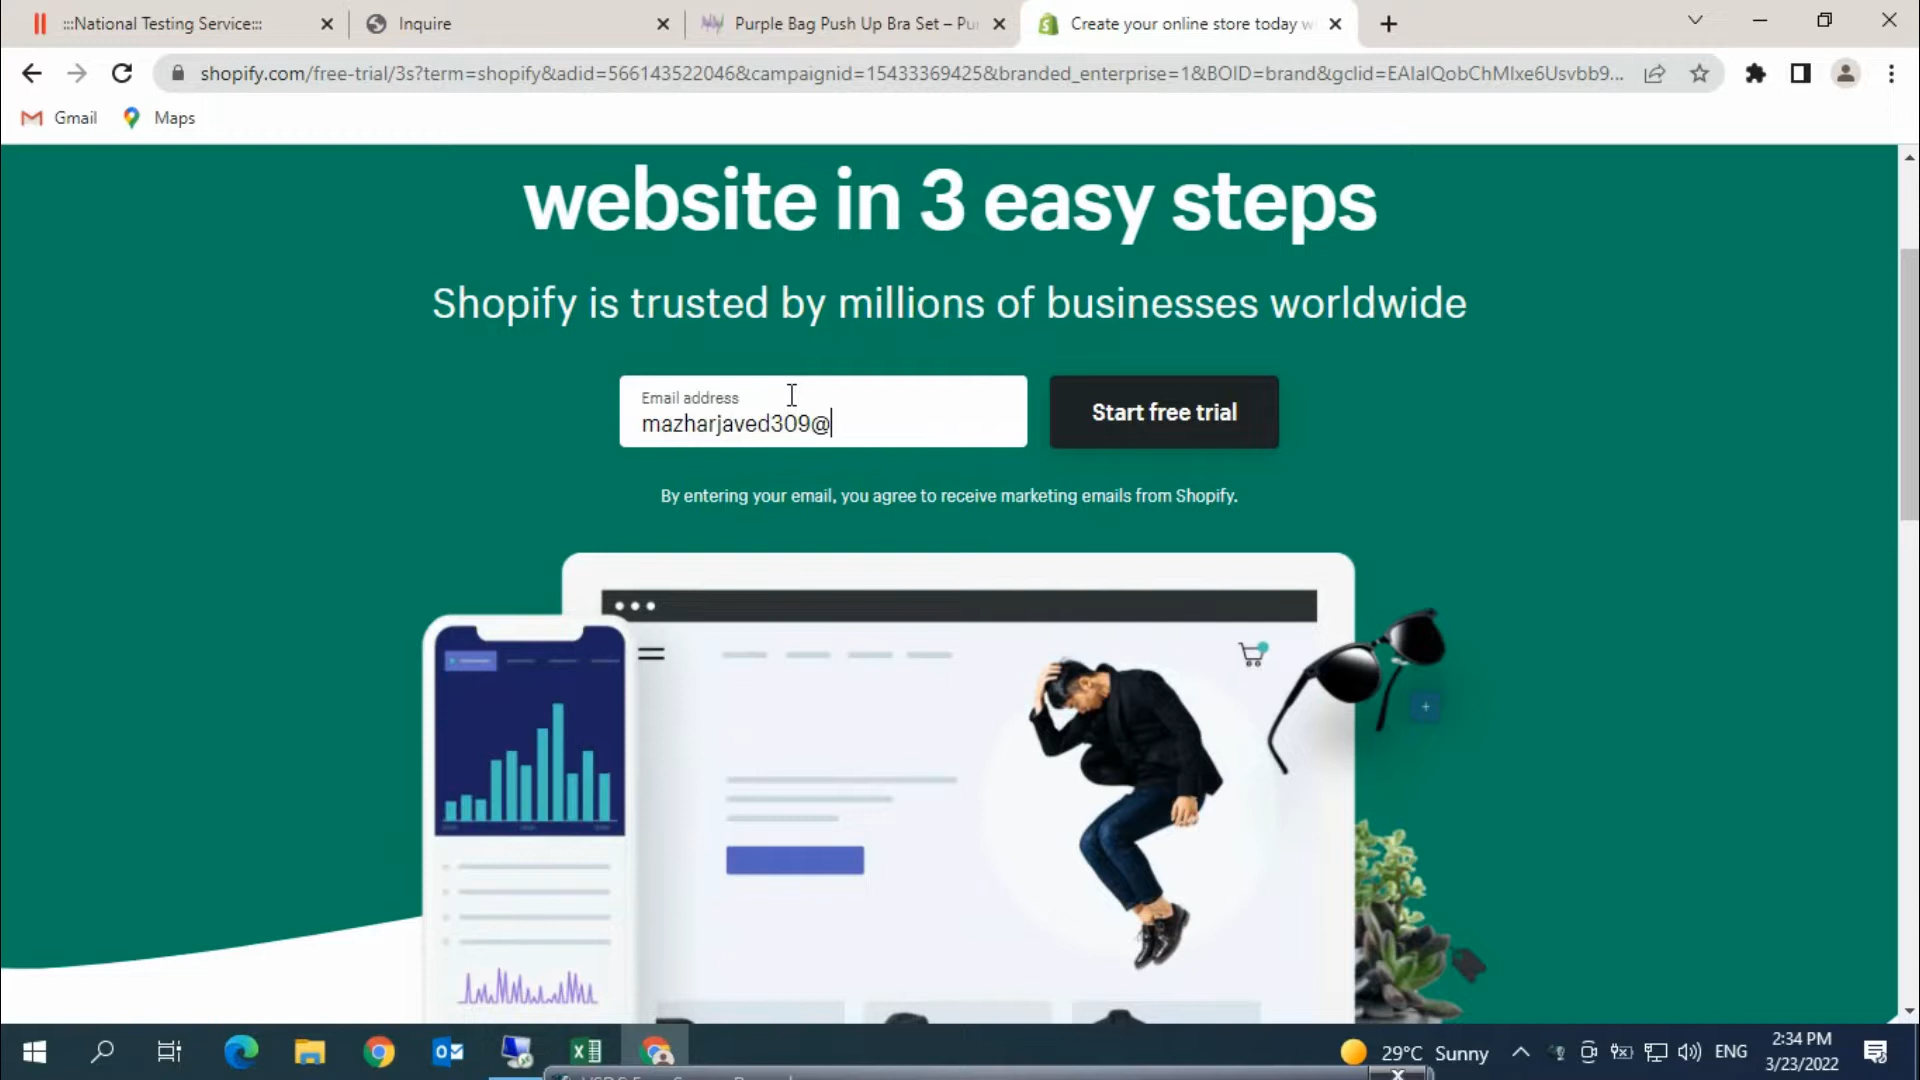 :::National Testing Service:::
Inquire
Purple Bag Push Up Bra Set – Pu
Create your online store today w
shopify.com/free-trial/3s?term=shopify&adid=566143522046&campaignid=15433369425&branded_enterprise=1&BOID=brand&gclid=EAIaIQobChMIxe6Usvbb9...
Gmail
Maps
website in 3 easy steps
Shopify is trusted by millions of businesses worldwide
Email address
mazharjaved309@
Start free trial
By entering your email, you agree to receive marketing emails from Shopify.
29°C Sunny
ENG
2:34 PM
3/23/2022